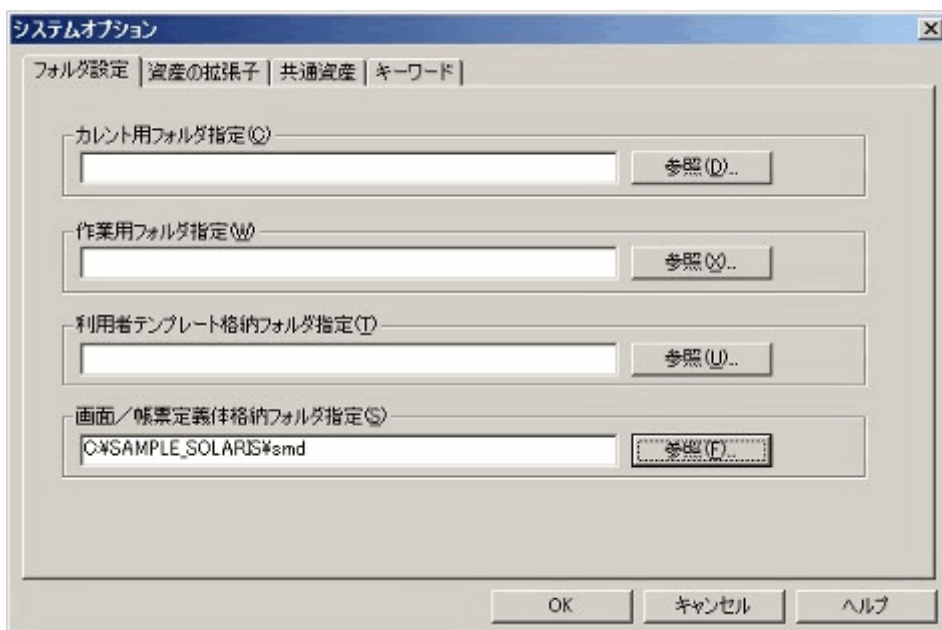 システムオプション
フォルダ設定 資産の拡張子 共通資産 キーワード
カレント用フォルダ指定(C)
参照(D)...
作業用フォルダ指定(W)
参照(X)...
利用者テンプレート格納フォルダ指定(T)
参照(U)...
画面／帳票定義体格納フォルダ指定(S)
C:¥SAMPLE_SOLARIS¥smd 参照(F)...
OK キャンセル ヘルプ